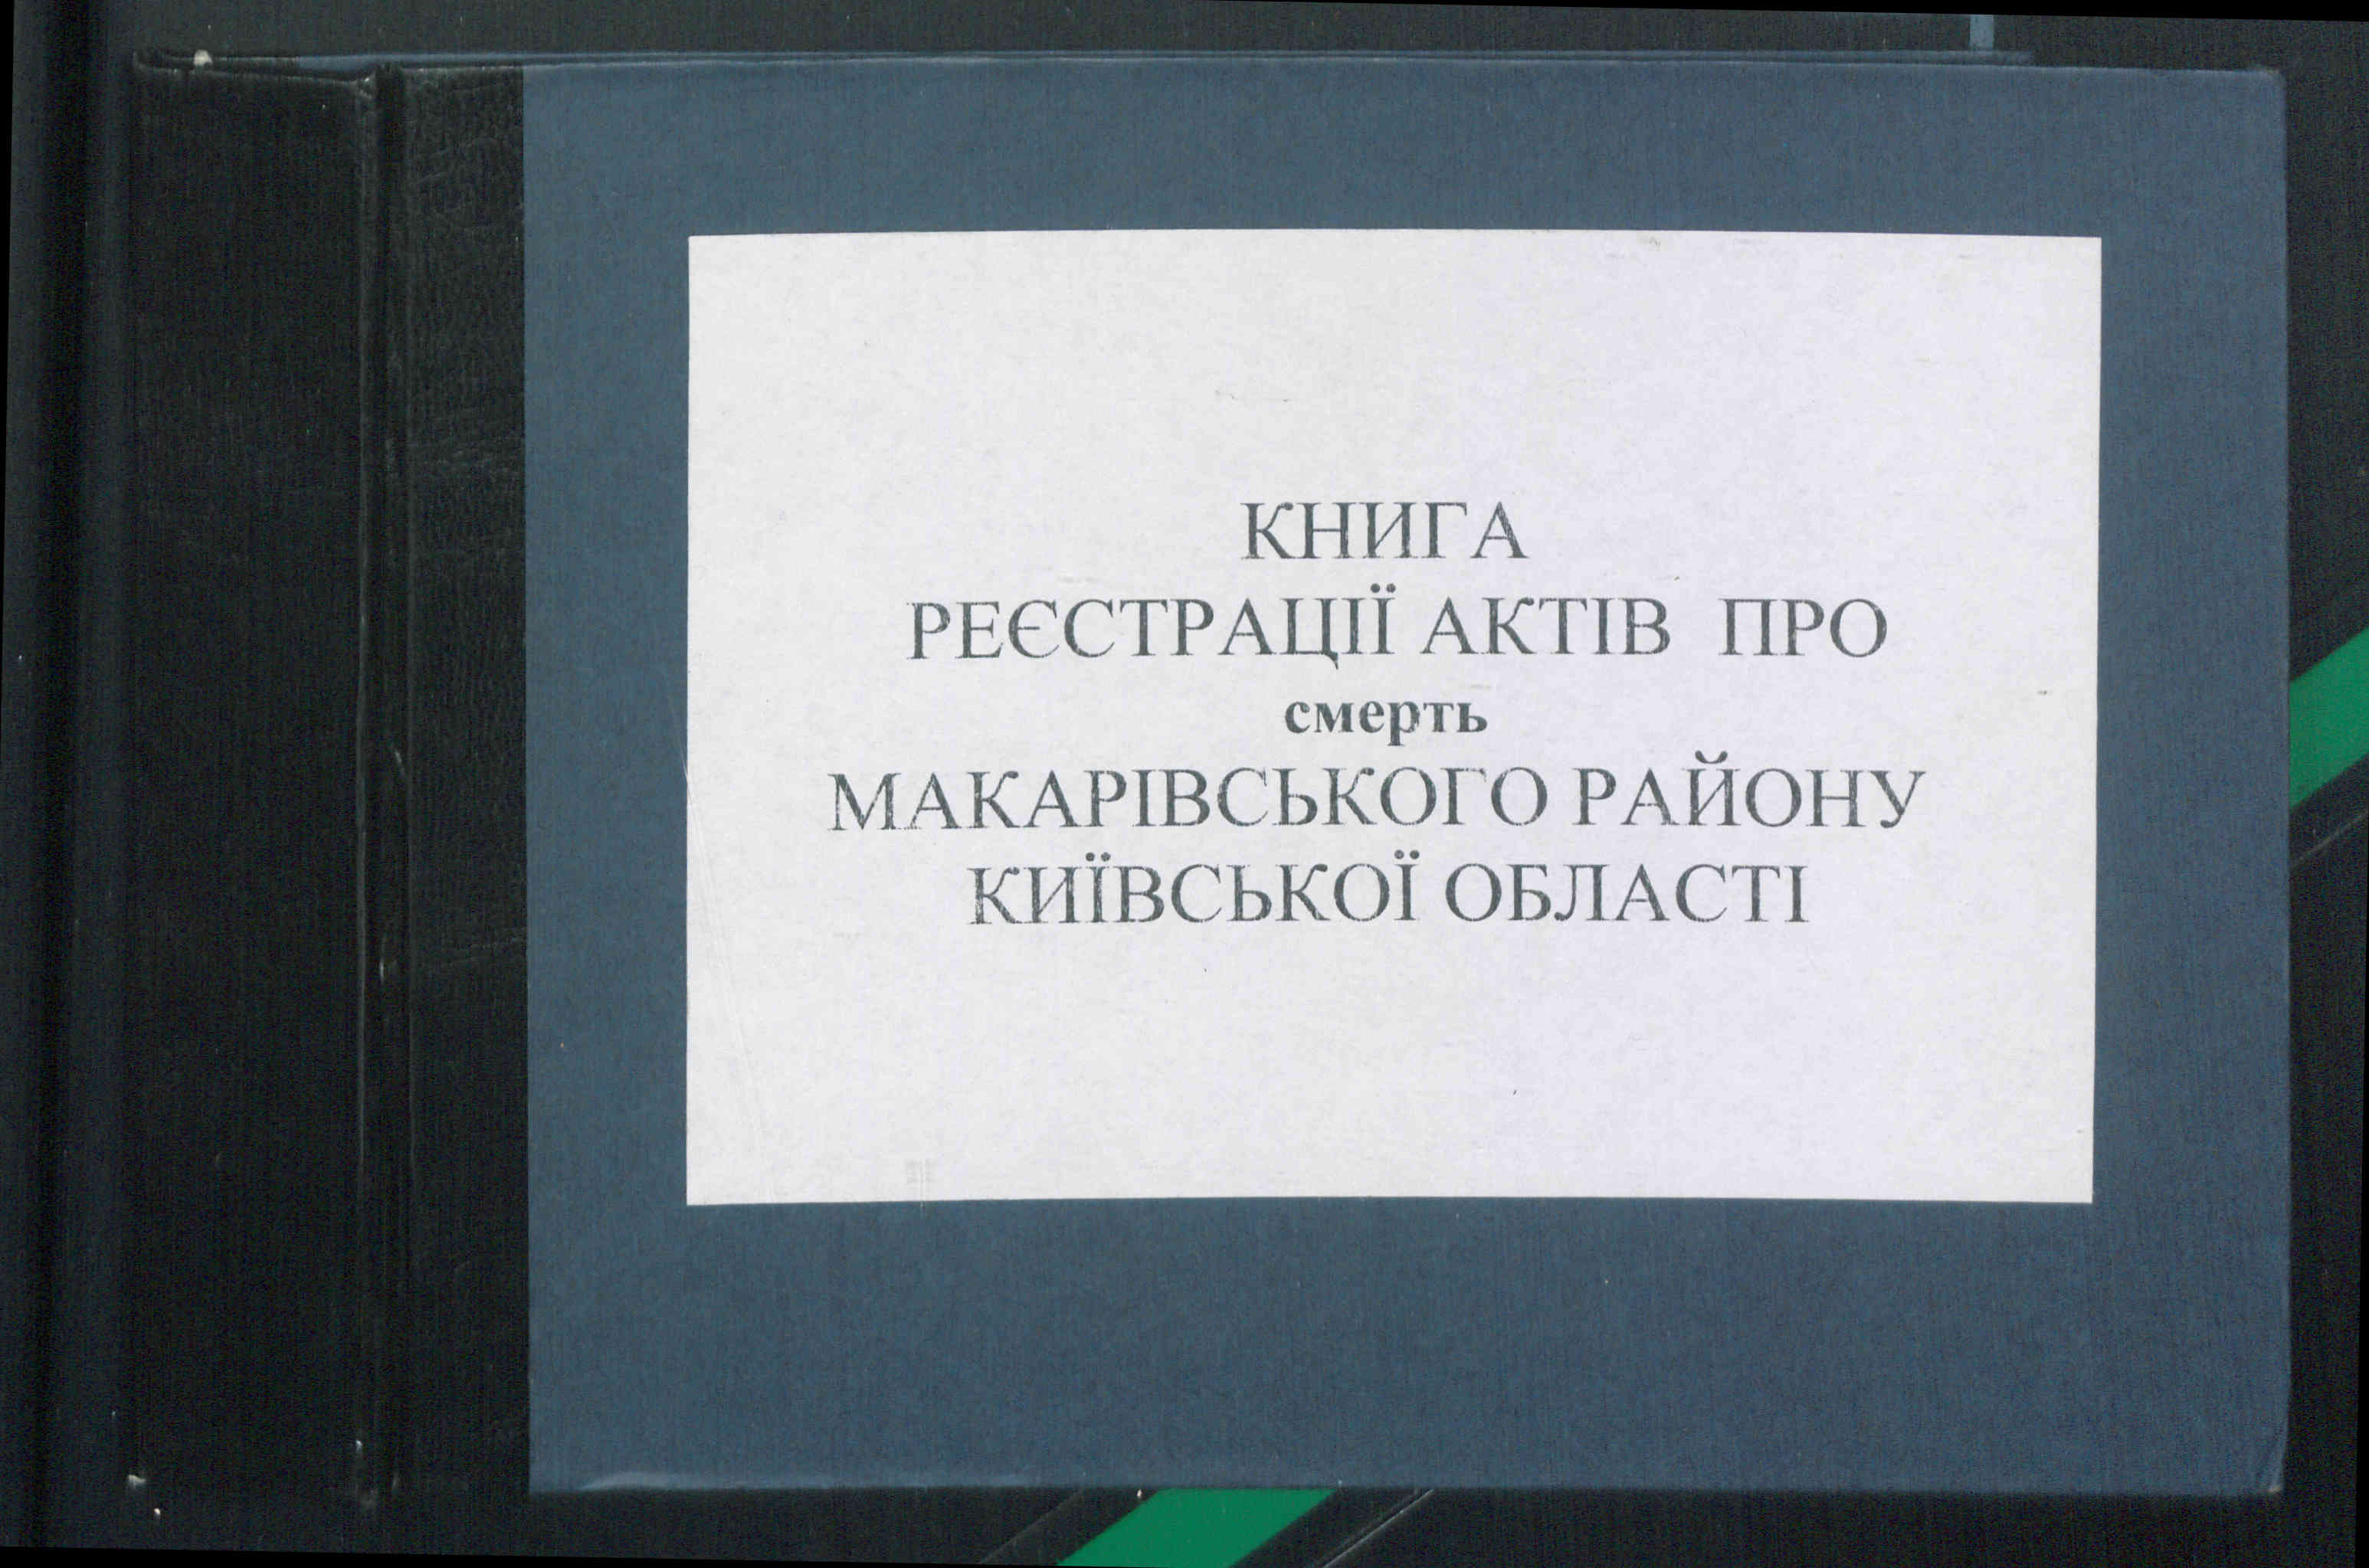 КНИГА
РЕЄСТРАЦІЇ АКТІВ ПРО
смерть
МАКАРІВСЬКОГО РАЙОНУ
КИЇВСЬКОЇ ОБЛАСТІ